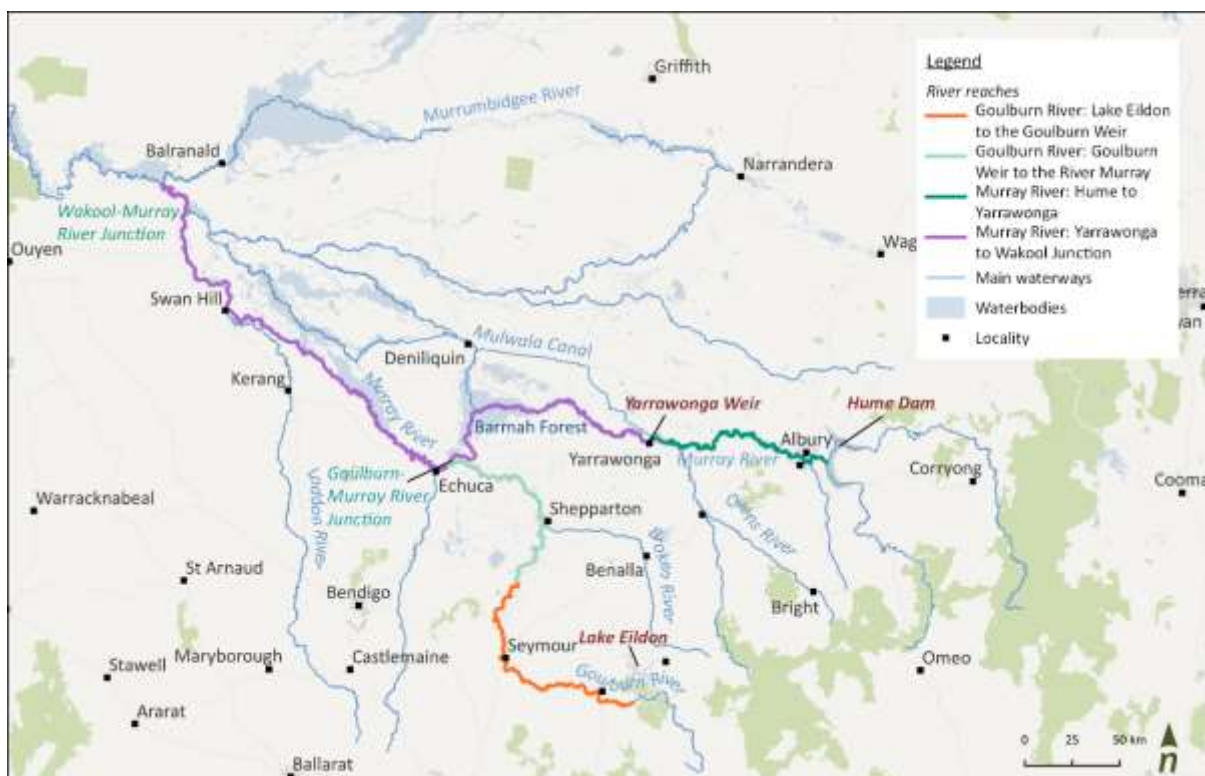 Griffith
Murrumbidgee River
Balranald
Narrandera
Wakool-Murray
River Junction
Ouyen
Wag
Swan Hill
Mulwala Canal
Deniliquin
Kerang
Murray River
Yarrawonga Weir
Hume Dam
Barmah Forest
Albury
Yarrawonga
Murray River
Corryong
Goulburn-
Murray River
Junction
Echuca
Cooma
Warracknabeal
Shepparton
Ovens River
Loddon River
Broken River
St Arnaud
Benalla
Bendigo
Bright
Lake Eildon
Seymour
Maryborough
Castlemaine
Goulburn River
Omeo
Stawell
Ararat
Ballarat
Legend
River reaches
Goulburn River: Lake Eildon
to the Goulburn Weir
Goulburn River: Goulburn
Weir to the River Murray
Murray River: Hume to
Yarrawonga
Murray River: Yarrawonga
to Wakool Junction
Main waterways
Waterbodies
Locality
0 25 50 km
n